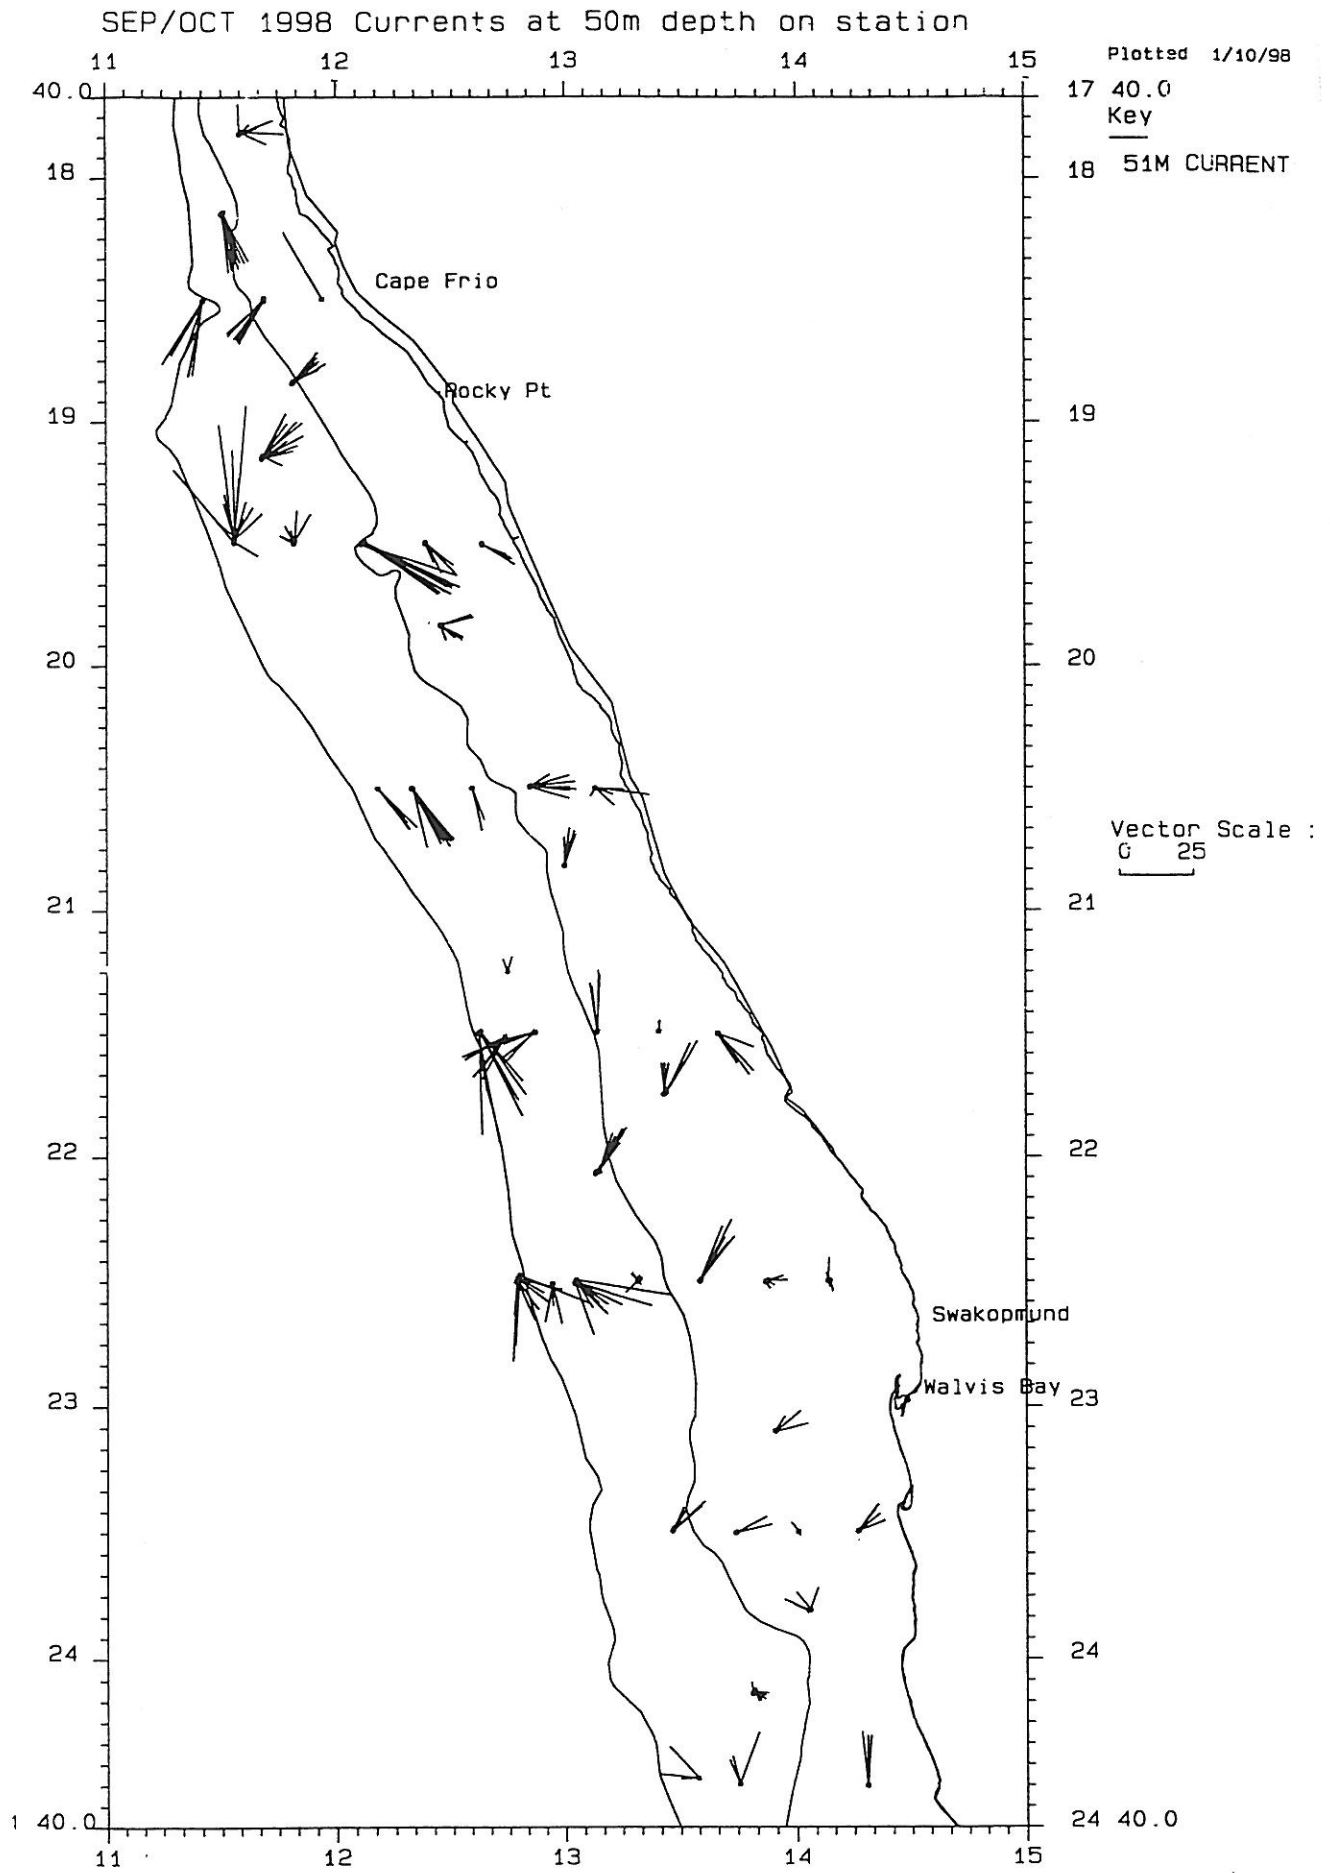 SEP/OCT 1998 Currents at 50m depth on station
11 12 13 14 15
Plotted 1/10/98
40.0 17 40.0
Key
51M CURRENT
18 18
Cape Frio
Rocky Pt
19 19
20 20
Vector Scale :
0 25
21 21
22 22
Swakopmund
Walvis Bay
23 23
24 24
1 40.0 24 40.0
11 12 13 14 15